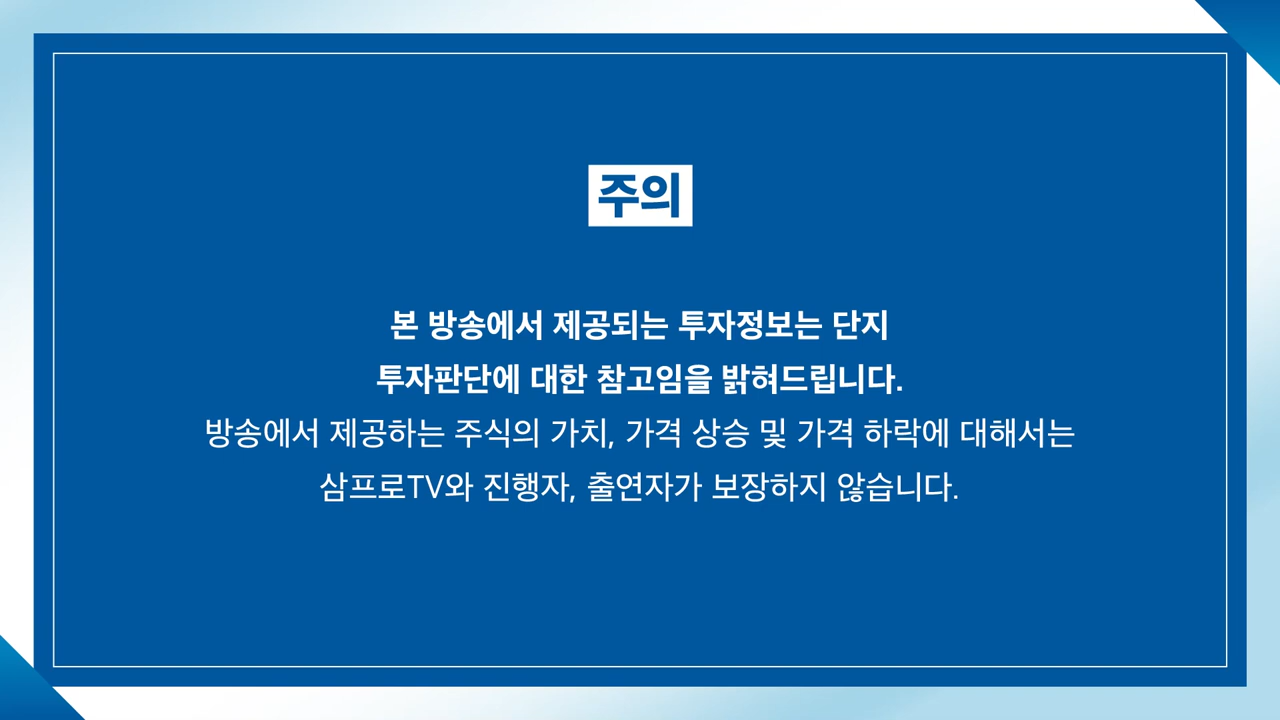 주의
본 방송에서 제공되는 투자정보는 단지
투자판단에 대한 참고임을 밝혀드립니다.
방송에서 제공하는 주식의 가치, 가격 상승 및 가격 하락에 대해서는
삼프로TV와 진행자, 출연자가 보장하지 않습니다.